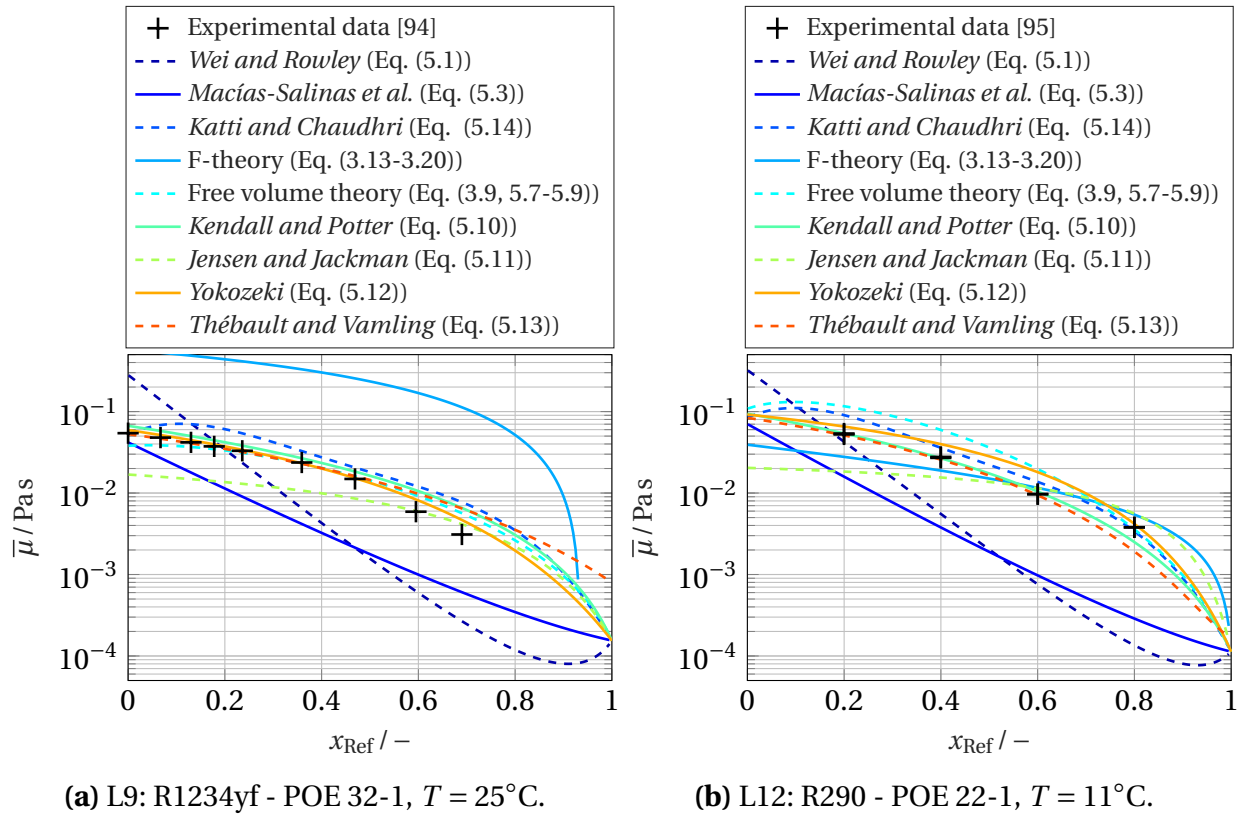 Experimental data [94]
Wei and Rowley (Eq. (5.1))
Macías-Salinas et al. (Eq. (5.3))
Katti and Chaudhri (Eq. (5.14))
F-theory (Eq. (3.13-3.20))
Free volume theory (Eq. (3.9, 5.7-5.9))
Kendall and Potter (Eq. (5.10))
Jensen and Jackman (Eq. (5.11))
Yokozeki (Eq. (5.12))
Thébault and Vamling (Eq. (5.13))
10⁻¹
10⁻²
10⁻³
10⁻⁴
μ̅ / Pa s
0 0.2 0.4 0.6 0.8 1
x_Ref / −
(a) L9: R1234yf - POE 32-1, T = 25°C.
Experimental data [95]
Wei and Rowley (Eq. (5.1))
Macías-Salinas et al. (Eq. (5.3))
Katti and Chaudhri (Eq. (5.14))
F-theory (Eq. (3.13-3.20))
Free volume theory (Eq. (3.9, 5.7-5.9))
Kendall and Potter (Eq. (5.10))
Jensen and Jackman (Eq. (5.11))
Yokozeki (Eq. (5.12))
Thébault and Vamling (Eq. (5.13))
10⁻¹
10⁻²
10⁻³
10⁻⁴
μ̅ / Pa s
0 0.2 0.4 0.6 0.8 1
x_Ref / −
(b) L12: R290 - POE 22-1, T = 11°C.